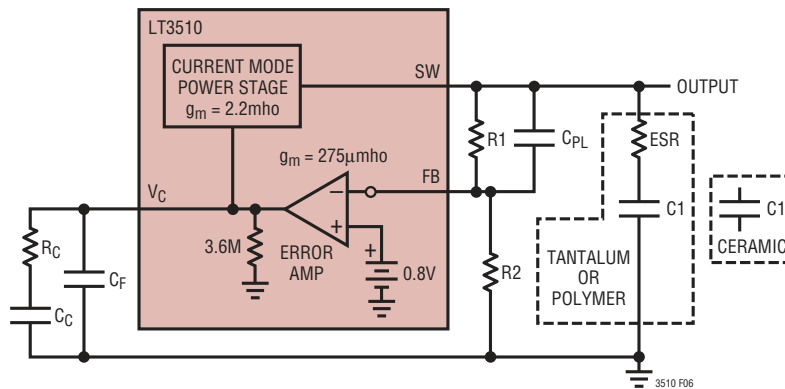 LT3510
CURRENT MODE
POWER STAGE
gm = 2.2mho
SW
OUTPUT
R1
CPL
ESR
gm = 275μmho
FB
VC
C1
C1
CERAMIC
RC
CF
CC
3.6M
ERROR
AMP
−
+
+
0.8V
R2
TANTALUM
OR
POLYMER
3510 F06